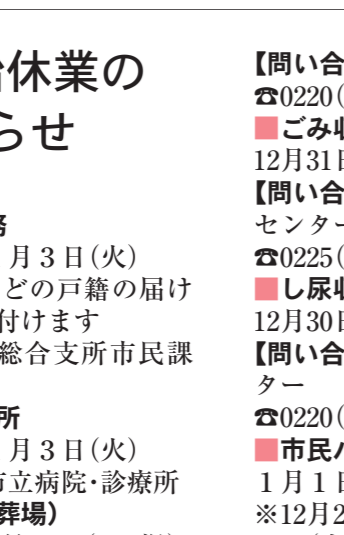 休業の
らせ
務
月３日(火)
どの戸籍の届け
付けます
総合支所市民課
所
月３日(火)
市立病院・診療所
葬場）
【問い合
☎0220(
■ごみ収
12月31日
【問い合
センター
☎0225(
■し尿収
12月30日
【問い合
ター
☎0220(
■市民バ
１月１日
※12月2